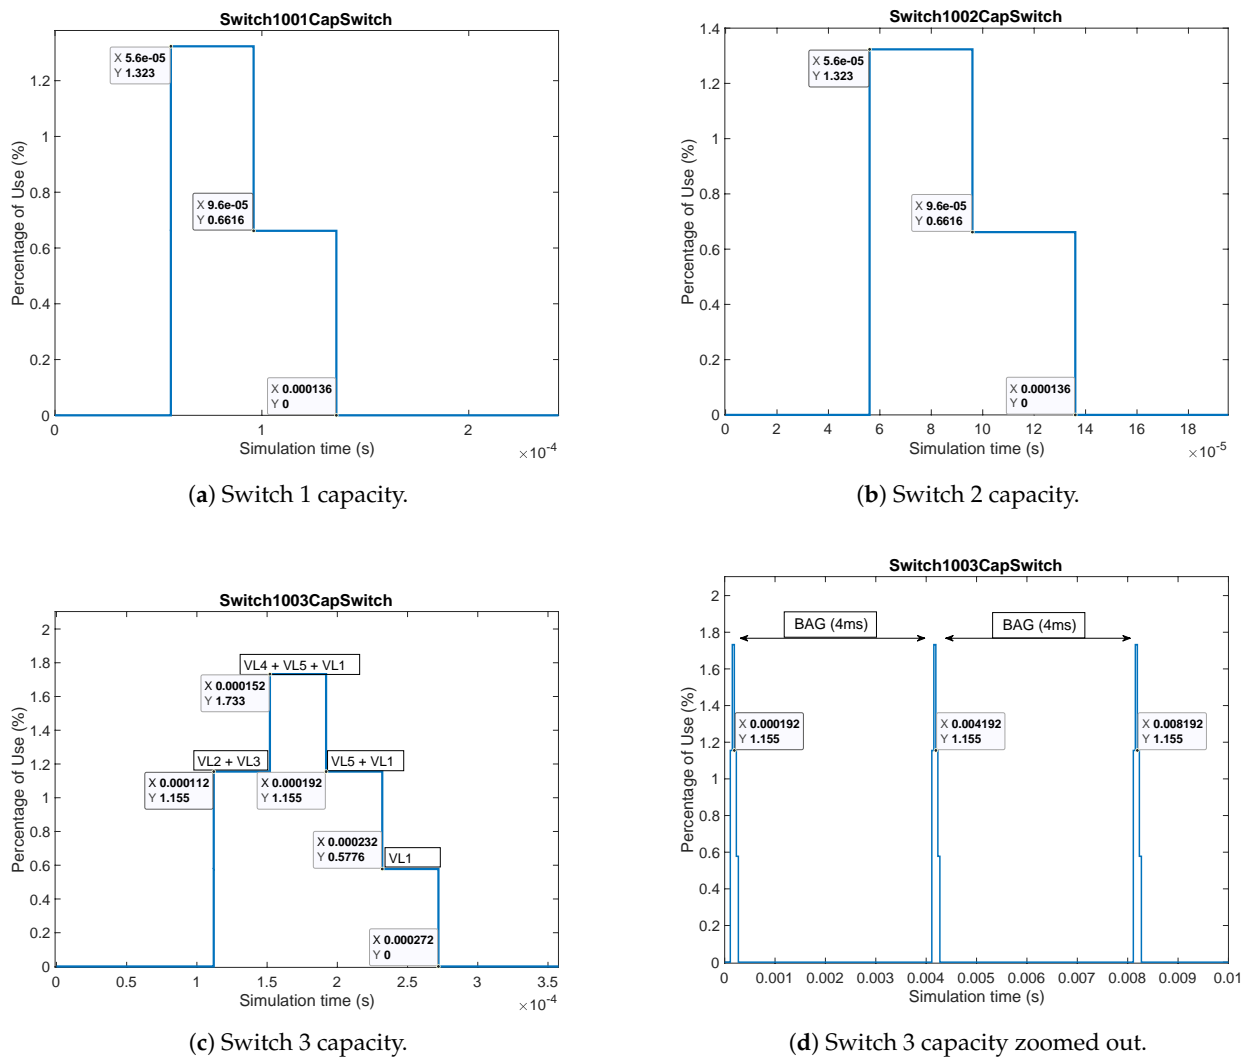 Switch1001CapSwitch
Percentage of Use (%)
1.2
1
0.8
0.6
0.4
0.2
0
X 5.6e-05
Y 1.323
X 9.6e-05
Y 0.6616
X 0.000136
Y 0
0
1
2
Simulation time (s)
×10⁻⁴
(a) Switch 1 capacity.
Switch1002CapSwitch
Percentage of Use (%)
1.4
1.2
1
0.8
0.6
0.4
0.2
0
X 5.6e-05
Y 1.323
X 9.6e-05
Y 0.6616
X 0.000136
Y 0
0 2 4 6 8 10 12 14 16 18
Simulation time (s)
×10⁻⁵
(b) Switch 2 capacity.
Switch1003CapSwitch
Percentage of Use (%)
2
1.8
1.6
1.4
1.2
1
0.8
0.6
0.4
0.2
0
VL4 + VL5 + VL1
X 0.000152
Y 1.733
VL2 + VL3
VL5 + VL1
X 0.000112
Y 1.155
X 0.000192
Y 1.155
X 0.000232
Y 0.5776
VL1
X 0.000272
Y 0
0 0.5 1 1.5 2 2.5 3 3.5
Simulation time (s)
×10⁻⁴
(c) Switch 3 capacity.
Switch1003CapSwitch
Percentage of Use (%)
2
1.8
1.6
1.4
1.2
1
0.8
0.6
0.4
0.2
0
BAG (4ms)
BAG (4ms)
X 0.000192
Y 1.155
X 0.004192
Y 1.155
X 0.008192
Y 1.155
0 0.001 0.002 0.003 0.004 0.005 0.006 0.007 0.008 0.009 0.01
Simulation time (s)
(d) Switch 3 capacity zoomed out.